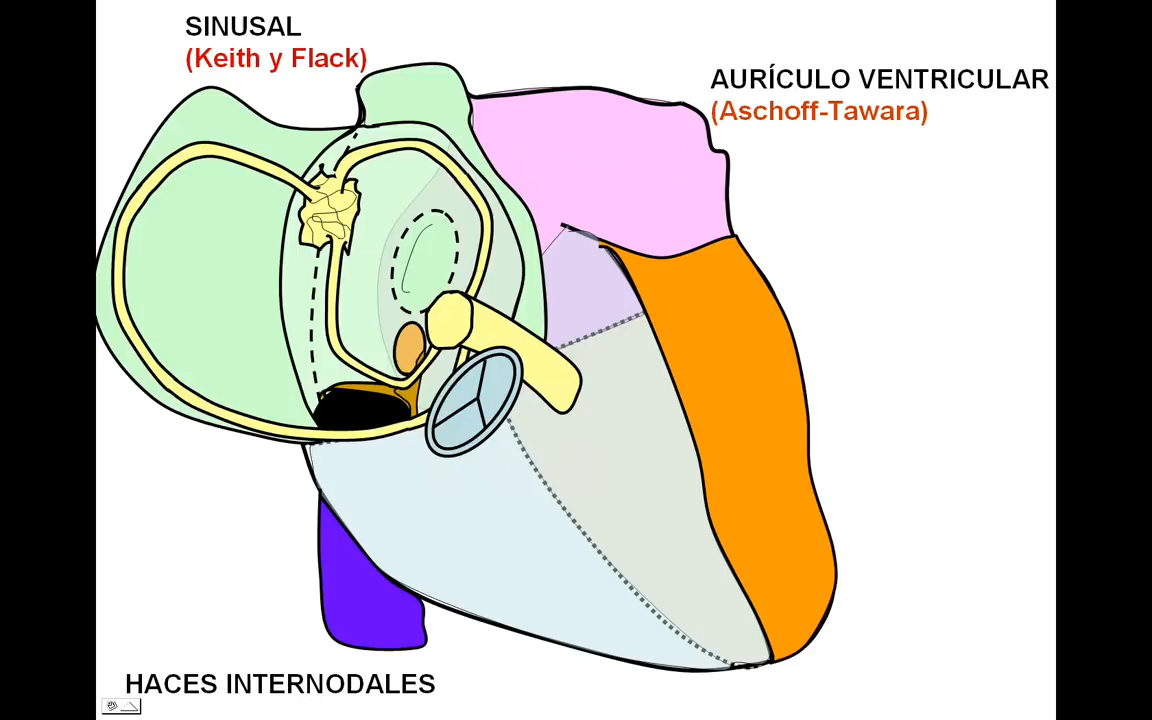 SINUSAL
(Keith y Flack)
AURÍCULO VENTRICULAR
(Aschoff-Tawara)
HACES INTERNODALES